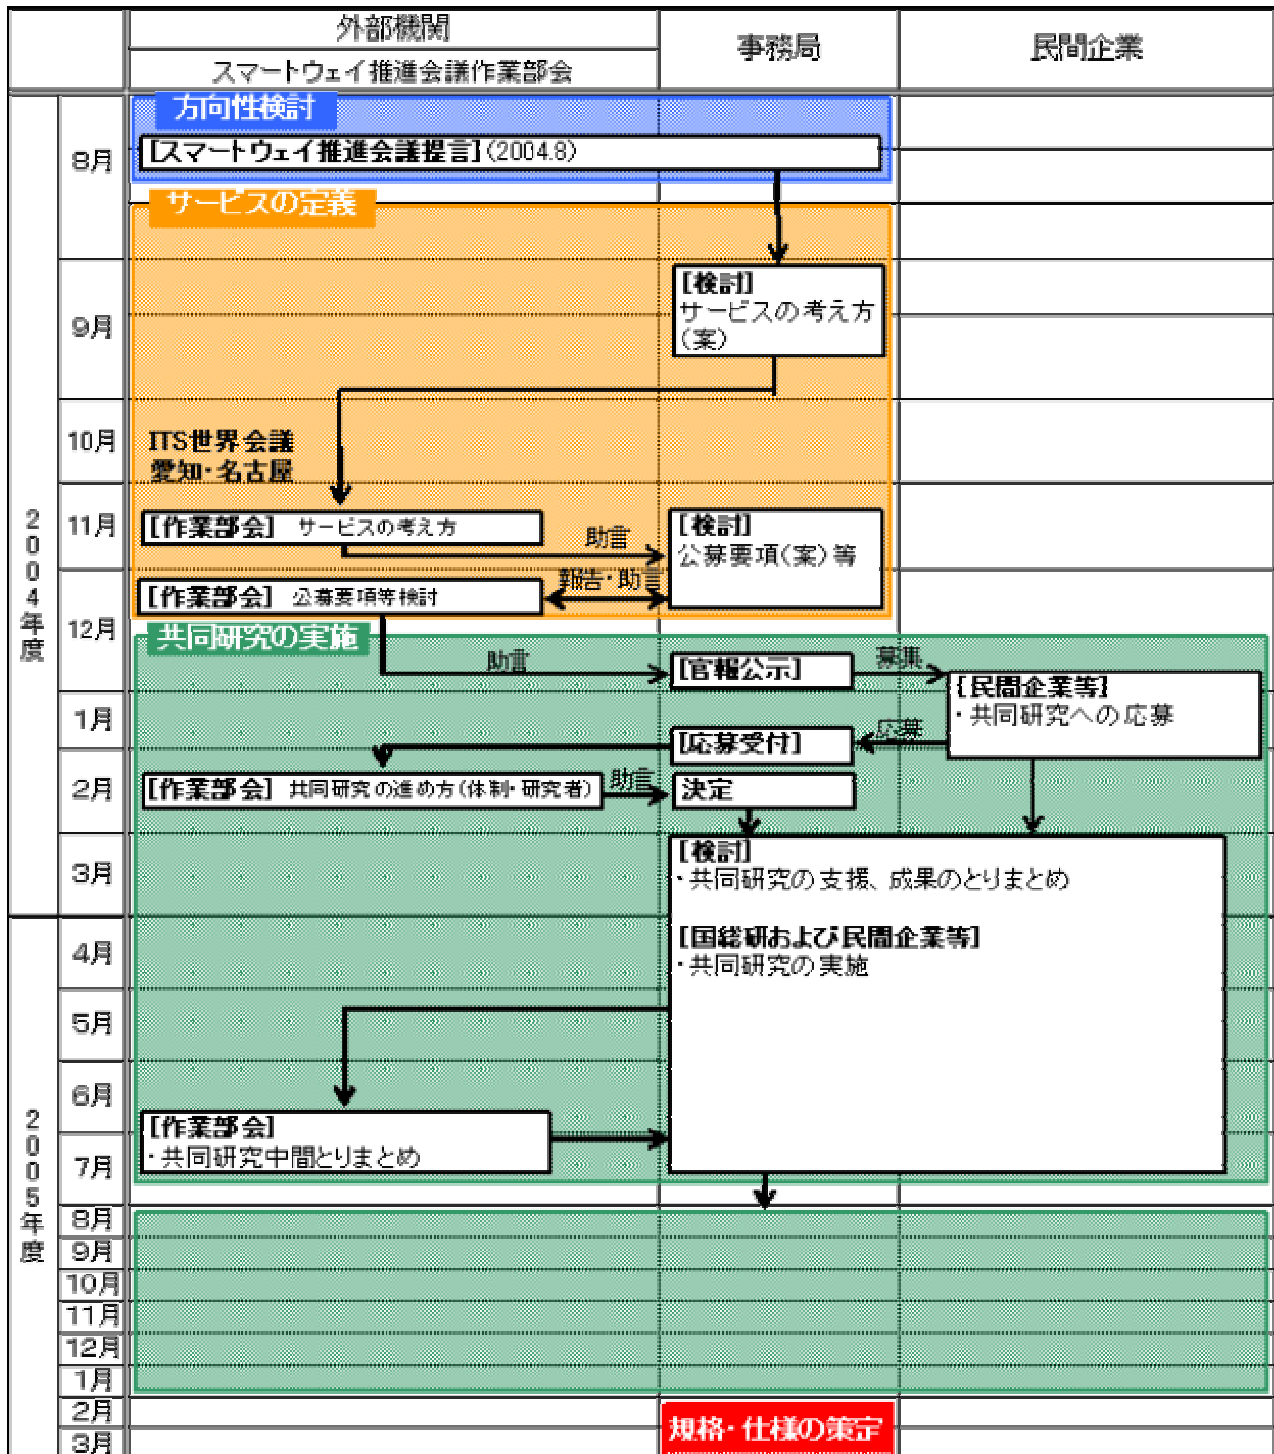 外部機関
スマートウェイ推進会議作業部会
事務局
民間企業
2004年度
8月
方向性検討
[スマートウェイ推進会議提言](2004.8)
サービスの定義
9月
[検討]
サービスの考え方
(案)
10月
ITS世界会議
愛知・名古屋
11月
[作業部会] サービスの考え方
助言
[検討]
公募要項(案)等
報告・助言
[作業部会] 公募要項等検討
12月
共同研究の実施
助言
[官報公示]
募集
[民間企業等]
・共同研究への応募
1月
応募
[応募受付]
2月
[作業部会] 共同研究の進め方(体制・研究者)
助言
決定
3月
[検討]
・共同研究の支援、成果のとりまとめ
[国総研および民間企業等]
・共同研究の実施
2005年度
4月
5月
6月
[作業部会]
・共同研究中間とりまとめ
7月
8月
9月
10月
11月
12月
1月
2月
3月
規格・仕様の策定